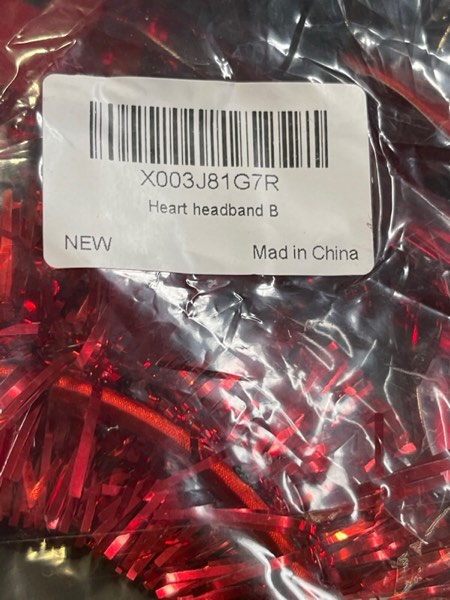 X003J81G7R
Heart headband B
NEW
Mad in China